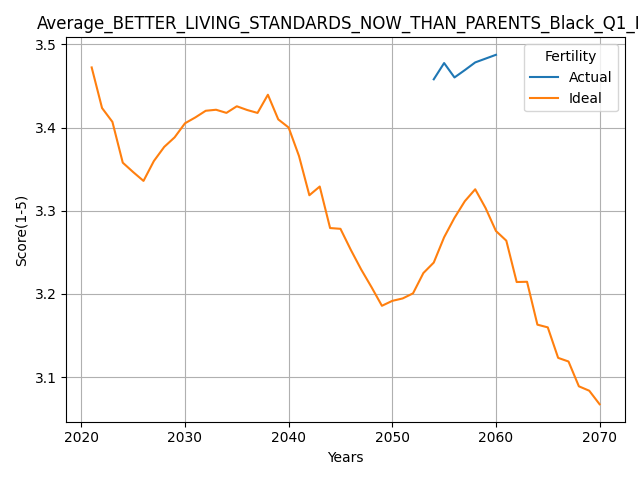 Average_BETTER_LIVING_STANDARDS_NOW_THAN_PARENTS_Black_Q1_
3.5
3.4
3.3
3.2
3.1
Score(1-5)
Fertility
Actual
Ideal
2020 2030 2040 2050 2060 2070
Years